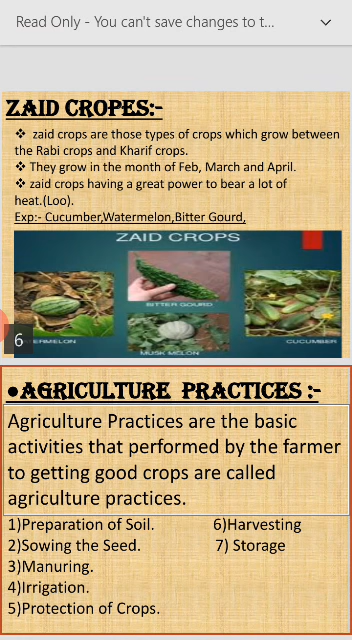 Read Only - You can't save changes to t...
ZAID CROPES:-
❖ zaid crops are those types of crops which grow between
the Rabi crops and Kharif crops.
❖ They grow in the month of Feb, March and April.
❖ zaid crops having a great power to bear a lot of
heat.(Loo).
Exp:- Cucumber,Watermelon,Bitter Gourd,
ZAID CROPS
BITTER GOURD
ERMELON
CUCUMBER
MUSK MELON
6
●AGRICULTURE PRACTICES :-
Agriculture Practices are the basic
activities that performed by the farmer
to getting good crops are called
agriculture practices.
1)Preparation of Soil. 6)Harvesting
2)Sowing the Seed. 7) Storage
3)Manuring.
4)Irrigation.
5)Protection of Crops.